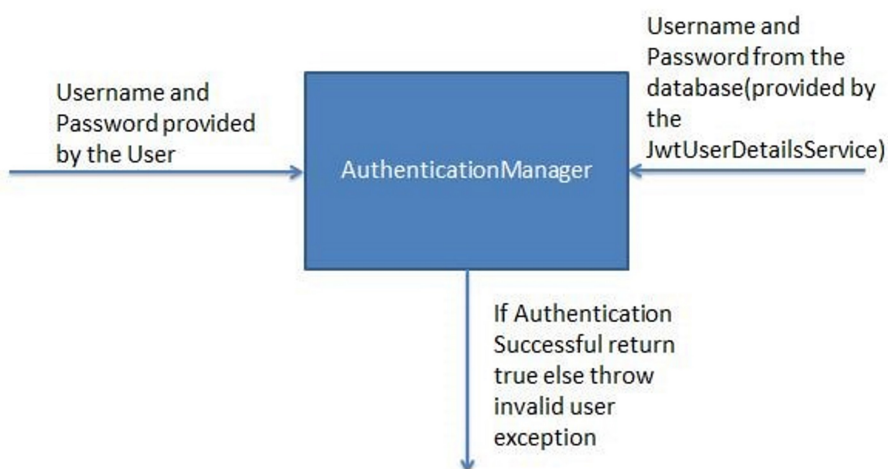 Username and
Password provided
by the User
AuthenticationManager
Username and
Password from the
database(provided by
the
JwtUserDetailsService)
If Authentication
Successful return
true else throw
invalid user
exception